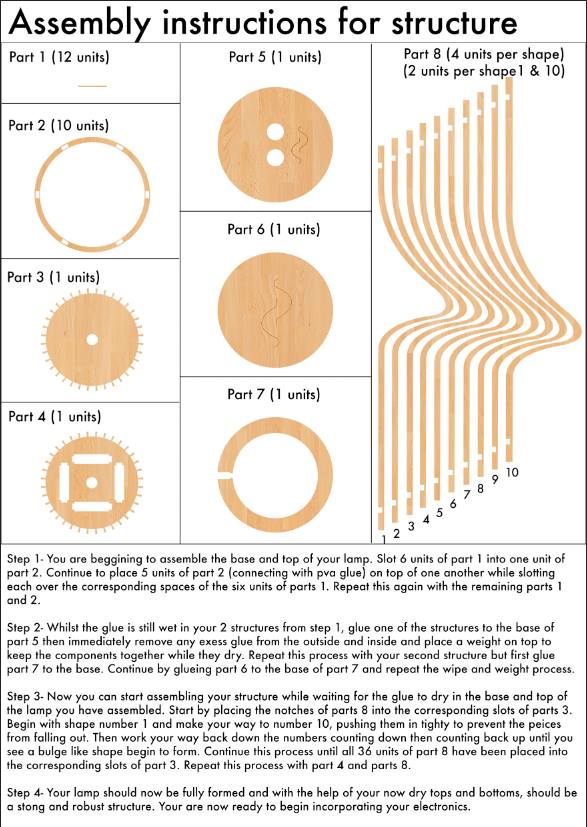 Assembly instructions for structure
Part 1 (12 units)
Part 2 (10 units)
Part 3 (1 units)
Part 4 (1 units)
Part 5 (1 units)
Part 6 (1 units)
Part 7 (1 units)
Part 8 (4 units per shape)
(2 units per shape1 & 10)
1 2 3 4 5 6 7 8 9 10
Step 1- You are beggining to assemble the base and top of your lamp. Slot 6 units of part 1 into one unit of
part 2. Continue to place 5 units of part 2 (connecting with pva glue) on top of one another while slotting
each over the corresponding spaces of the six units of parts 1. Repeat this again with the remaining parts 1
and 2.
Step 2- Whilst the glue is still wet in your 2 structures from step 1, glue one of the structures to the base of
part 5 then immediately remove any exess glue from the outside and inside and place a weight on top to
keep the components together while they dry. Repeat this process with your second structure but first glue
part 7 to the base. Continue by glueing part 6 to the base of part 7 and repeat the wipe and weight process.
Step 3- Now you can start assembling your structure while waiting for the glue to dry in the base and top of
the lamp you have assembled. Start by placing the notches of parts 8 into the corresponding slots of parts 3.
Begin with shape number 1 and make your way to number 10, pushing them in tighty to prevent the peices
from falling out. Then work your way back down the numbers counting down then counting back up until you
see a bulge like shape begin to form. Continue this process until all 36 units of part 8 have been placed into
the corresponding slots of part 3. Repeat this process with part 4 and parts 8.
Step 4- Your lamp should now be fully formed and with the help of your now dry tops and bottoms, should be
a stong and robust structure. Your are now ready to begin incorporating your electronics.